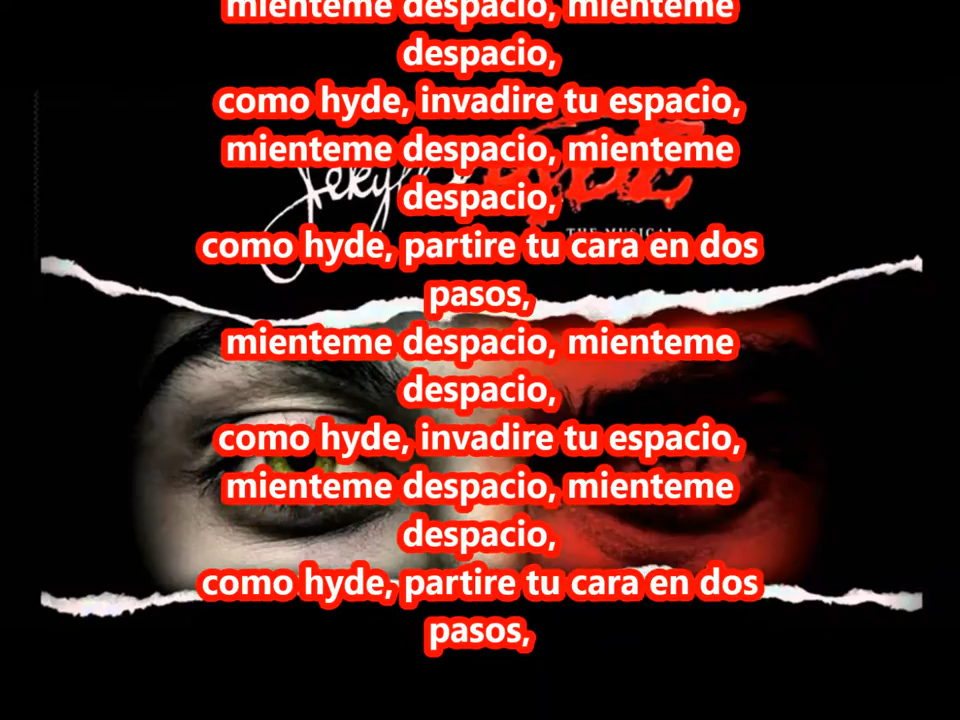 mienteme despacio, mienteme
despacio,
como hyde, invadire tu espacio,
mienteme despacio, mienteme
despacio,
como hyde, partire tu cara en dos
pasos,
mienteme despacio, mienteme
despacio,
como hyde, invadire tu espacio,
mienteme despacio, mienteme
despacio,
como hyde, partire tu cara en dos
pasos,
Jekyll
HYDE
THE MUSICAL